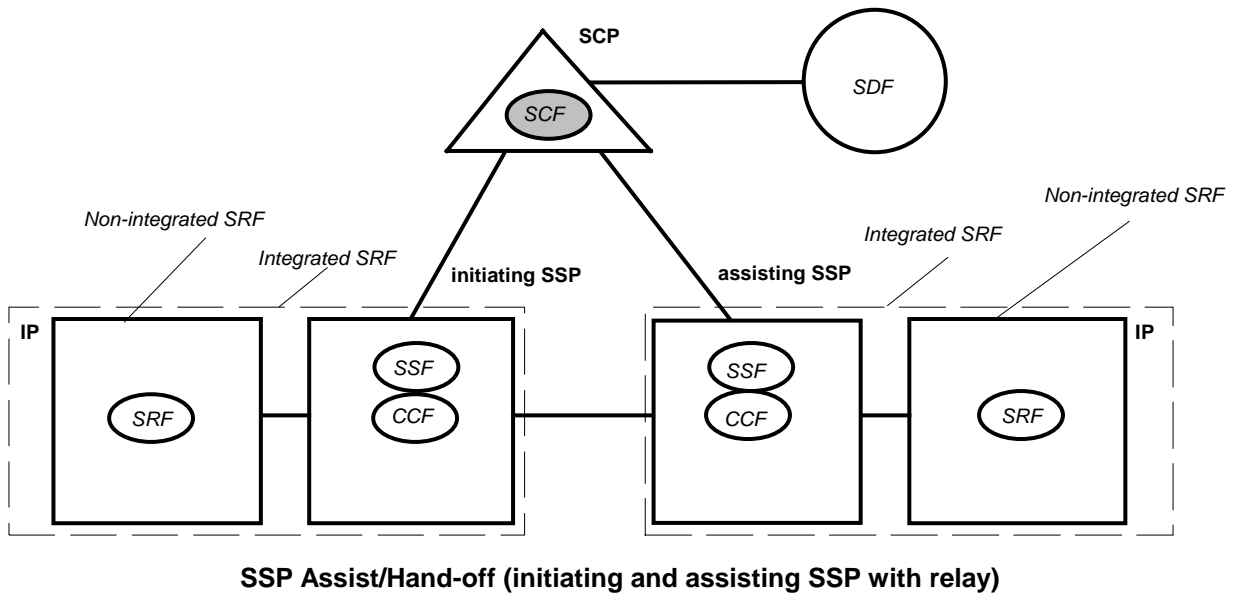 SCP
SDF
SCF
Non-integrated SRF
Non-integrated SRF
Integrated SRF
Integrated SRF
initiating SSP
assisting SSP
IP
IP
SSF
SSF
SRF
CCF
CCF
SRF
SSP Assist/Hand-off (initiating and assisting SSP with relay)